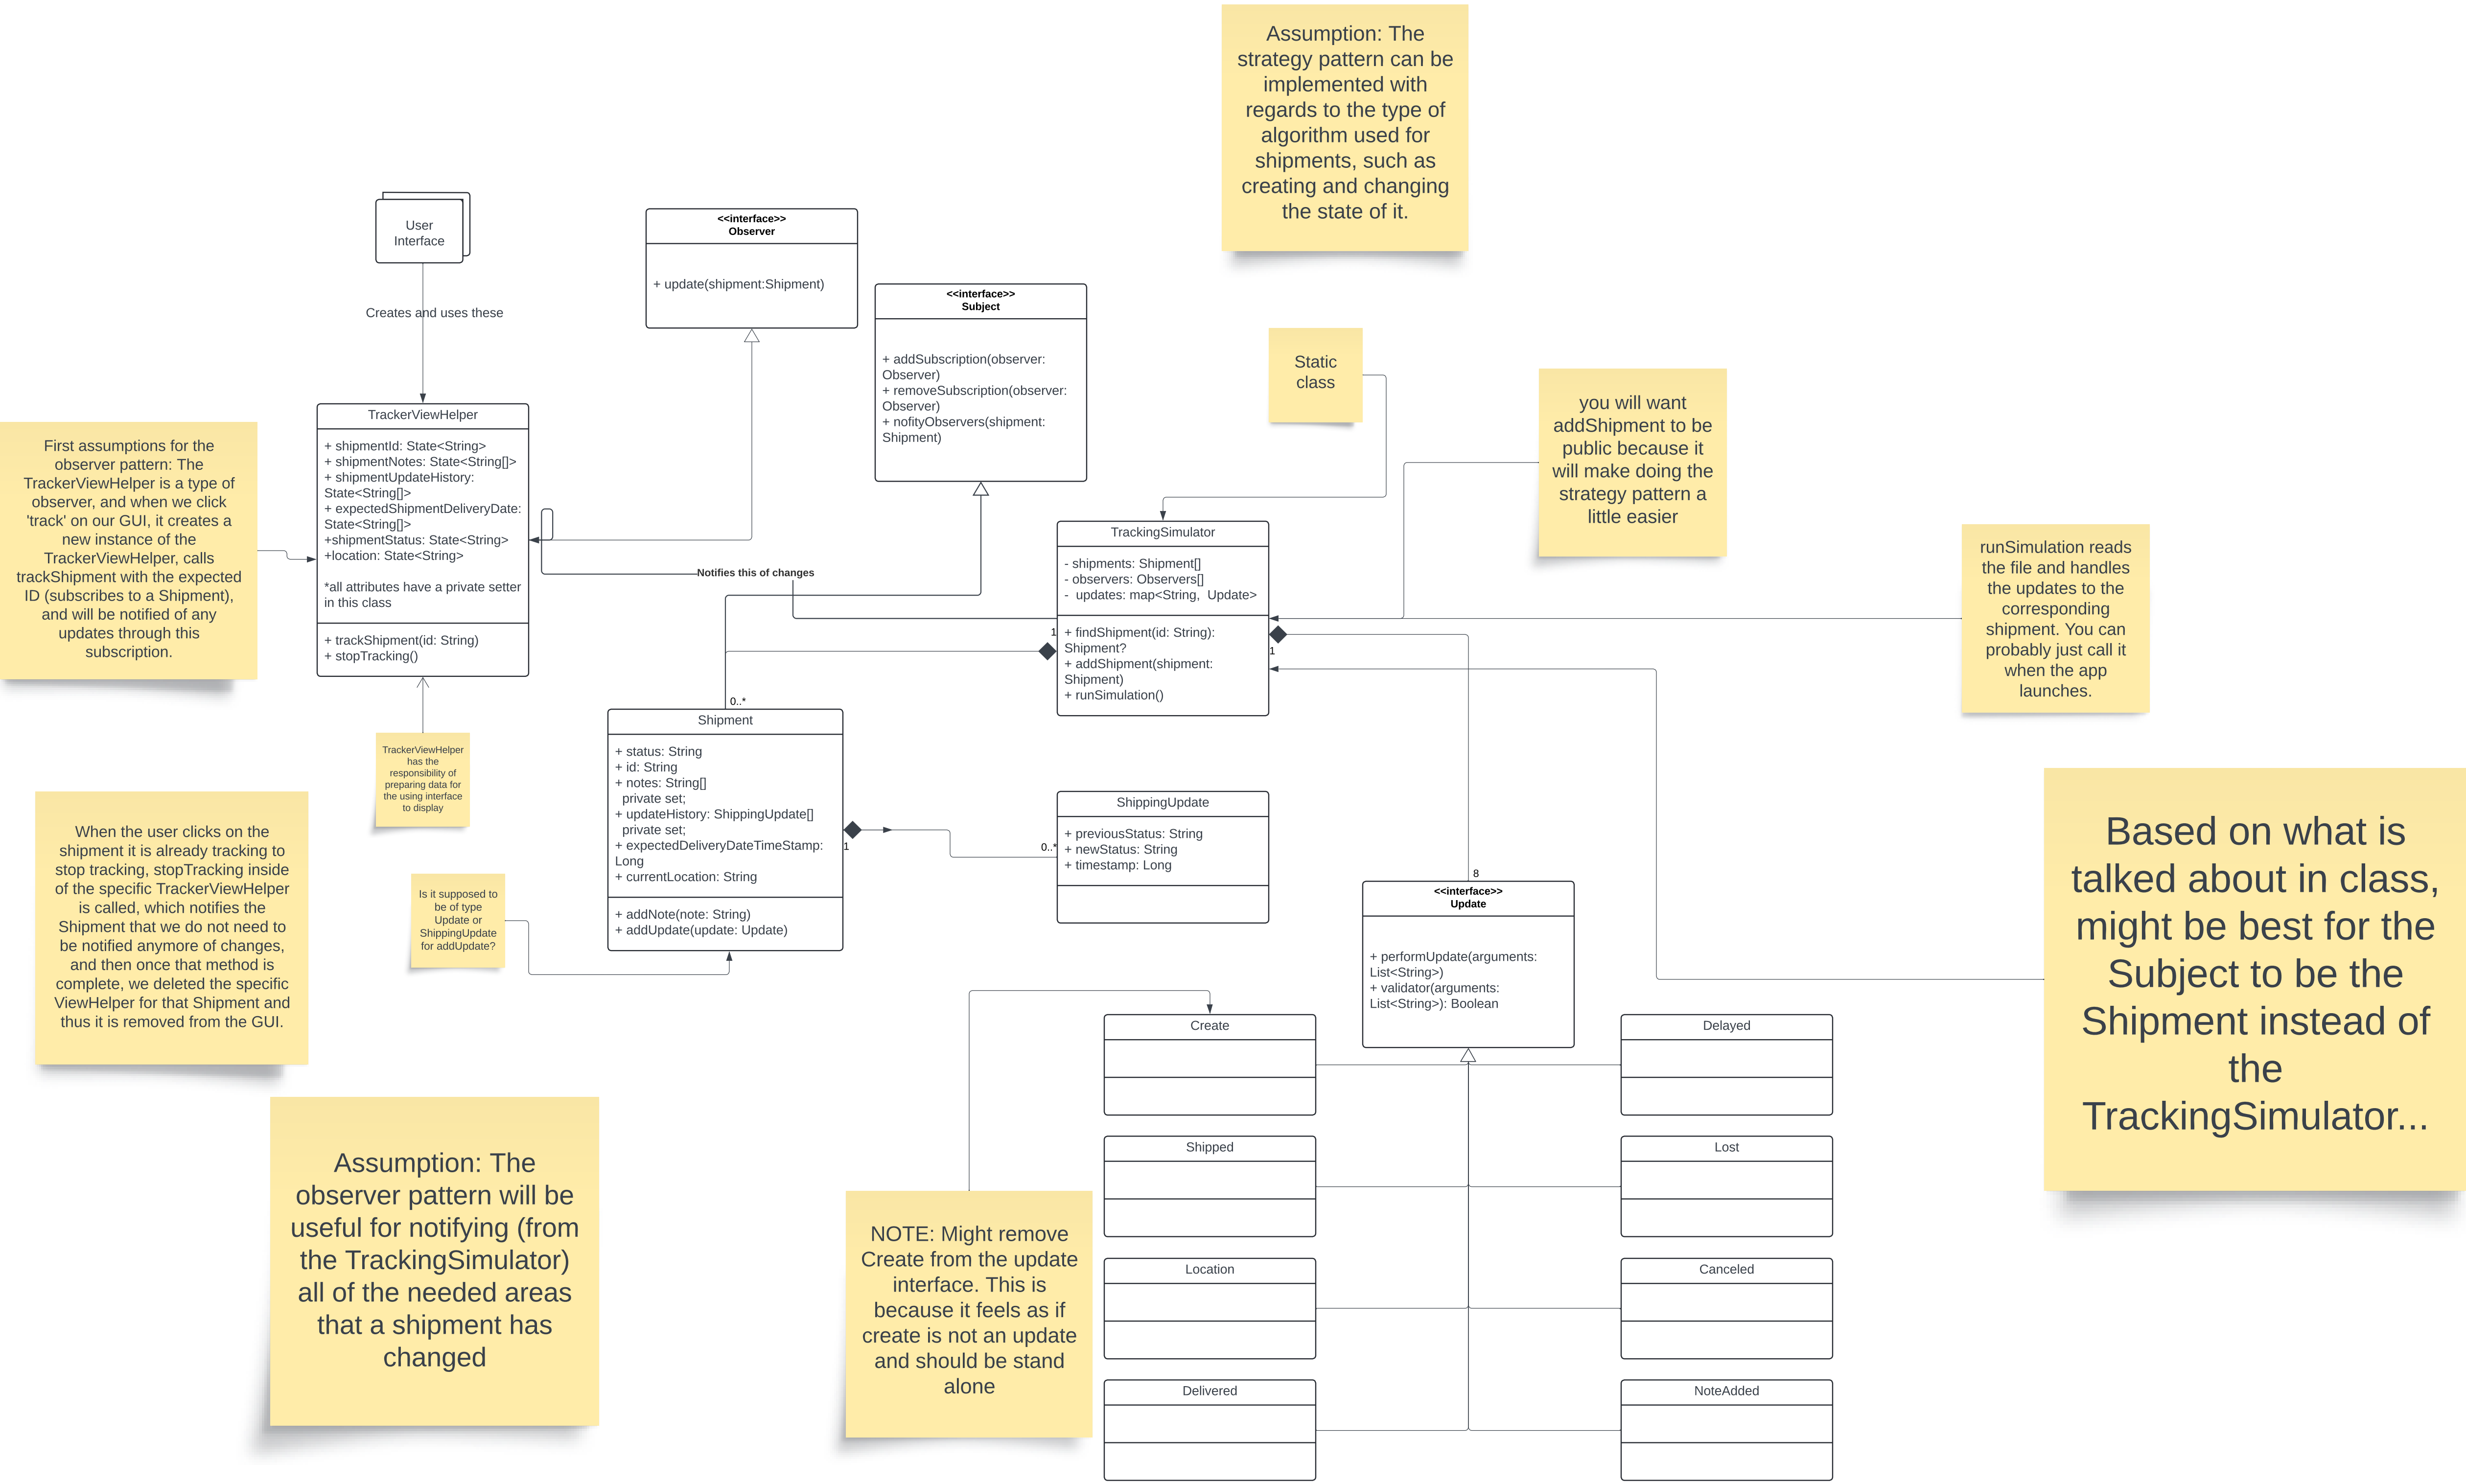 Assumption: The
strategy pattern can be
implemented with
regards to the type of
algorithm used for
shipments, such as
creating and changing
the state of it.
User
Interface
Creates and uses these
<<interface>>
Observer
+ update(shipment:Shipment)
<<interface>>
Subject
+ addSubscription(observer:
Observer)
+ removeSubscription(observer:
Observer)
+ nofityObservers(shipment:
Shipment)
Static
class
you will want
addShipment to be
public because it
will make doing the
strategy pattern a
little easier
First assumptions for the
observer pattern: The
TrackerViewHelper is a type of
observer, and when we click
'track' on our GUI, it creates a
new instance of the
TrackerViewHelper, calls
trackShipment with the expected
ID (subscribes to a Shipment),
and will be notified of any
updates through this
subscription.
TrackerViewHelper
+ shipmentId: State<String>
+ shipmentNotes: State<String[]>
+ shipmentUpdateHistory:
State<String[]>
+ expectedShipmentDeliveryDate:
State<String[]>
+shipmentStatus: State<String>
+location: State<String>
*all attributes have a private setter
in this class
+ trackShipment(id: String)
+ stopTracking()
Notifies this of changes
TrackingSimulator
- shipments: Shipment[]
- observers: Observers[]
-  updates: map<String,  Update>
+ findShipment(id: String):
Shipment?
+ addShipment(shipment:
Shipment)
+ runSimulation()
1
1
runSimulation reads
the file and handles
the updates to the
corresponding
shipment. You can
probably just call it
when the app
launches.
TrackerViewHelper
has the
responsibility of
preparing data for
the using interface
to display
0..*
Shipment
+ status: String
+ id: String
+ notes: String[]
private set;
+ updateHistory: ShippingUpdate[]
private set;
+ expectedDeliveryDateTimeStamp:
Long
+ currentLocation: String
+ addNote(note: String)
+ addUpdate(update: Update)
1
0..*
ShippingUpdate
+ previousStatus: String
+ newStatus: String
+ timestamp: Long
When the user clicks on the
shipment it is already tracking to
stop tracking, stopTracking inside
of the specific TrackerViewHelper
is called, which notifies the
Shipment that we do not need to
be notified anymore of changes,
and then once that method is
complete, we deleted the specific
ViewHelper for that Shipment and
thus it is removed from the GUI.
Is it supposed to
be of type
Update or
ShippingUpdate
for addUpdate?
8
<<interface>>
Update
+ performUpdate(arguments:
List<String>)
+ validator(arguments:
List<String>): Boolean
Based on what is
talked about in class,
might be best for the
Subject to be the
Shipment instead of
the
TrackingSimulator...
Create
Delayed
Shipped
Lost
Location
Canceled
Delivered
NoteAdded
Assumption: The
observer pattern will be
useful for notifying (from
the TrackingSimulator)
all of the needed areas
that a shipment has
changed
NOTE: Might remove
Create from the update
interface. This is
because it feels as if
create is not an update
and should be stand
alone